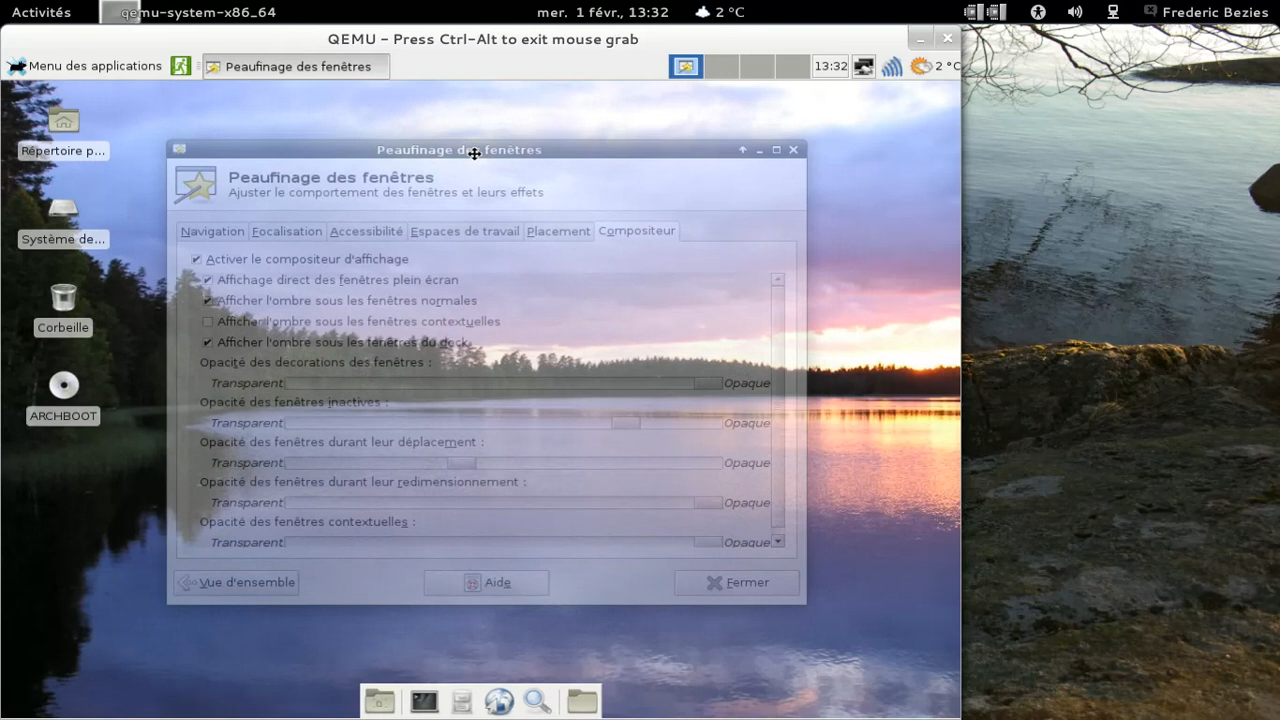 Activités qemu-system-x86_64 mer. 1 févr., 13:32 2 °C Frederic Bezies
QEMU - Press Ctrl-Alt to exit mouse grab
Menu des applications Peaufinage des fenêtres 13:32 2 °C
Répertoire p...
Système de...
Corbeille
ARCHBOOT
Peaufinage des fenêtres
Peaufinage des fenêtres
Ajuster le comportement des fenêtres et leurs effets
Navigation Focalisation Accessibilité Espaces de travail Placement Compositeur
Activer le compositeur d'affichage
Affichage direct des fenêtres plein écran
Afficher l'ombre sous les fenêtres normales
Afficher l'ombre sous les fenêtres contextuelles
Afficher l'ombre sous les fenêtres du dock
Opacité des decorations des fenêtres :
Transparent Opaque
Opacité des fenêtres inactives :
Transparent Opaque
Opacité des fenêtres durant leur déplacement :
Transparent Opaque
Opacité des fenêtres durant leur redimensionnement :
Transparent Opaque
Opacité des fenêtres contextuelles :
Transparent Opaque
Vue d'ensemble Aide Fermer